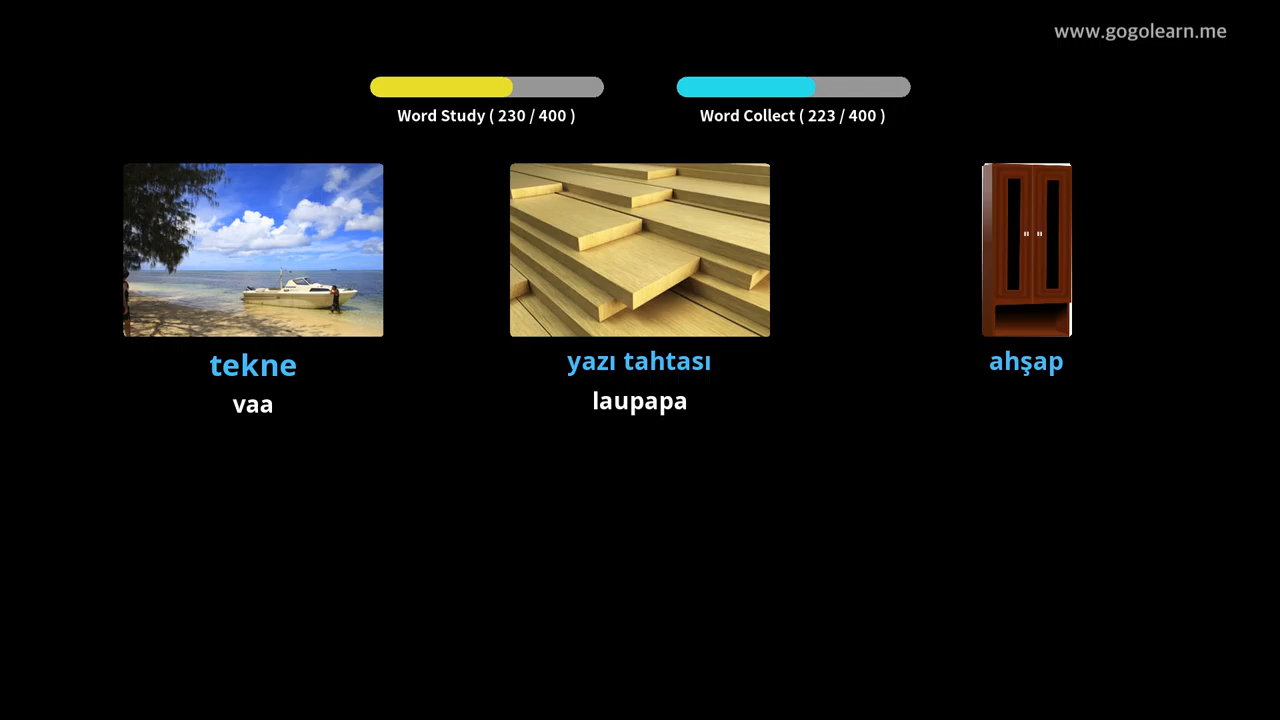 www.gogolearn.me
Word Study ( 230 / 400 )
Word Collect ( 223 / 400 )
tekne
yazı tahtası
ahşap
vaa
laupapa